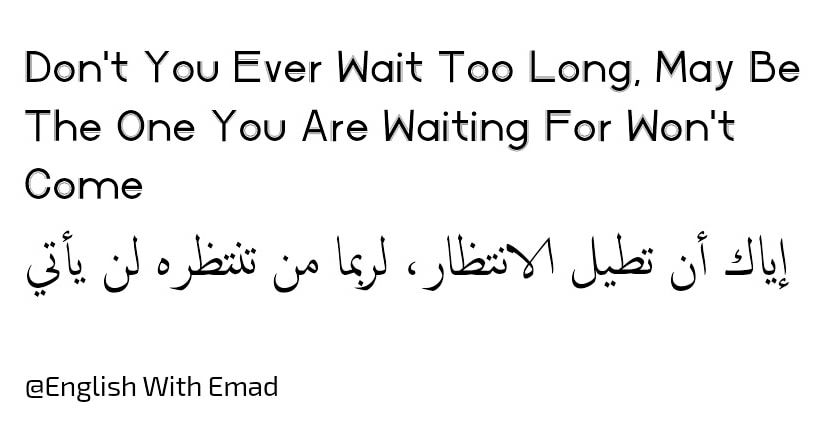 Don't You Ever Wait Too Long, May Be
The One You Are Waiting For Won't
Come
إياك أن تطيل الانتظار، لربما من تنتظره لن يأتي
@English With Emad